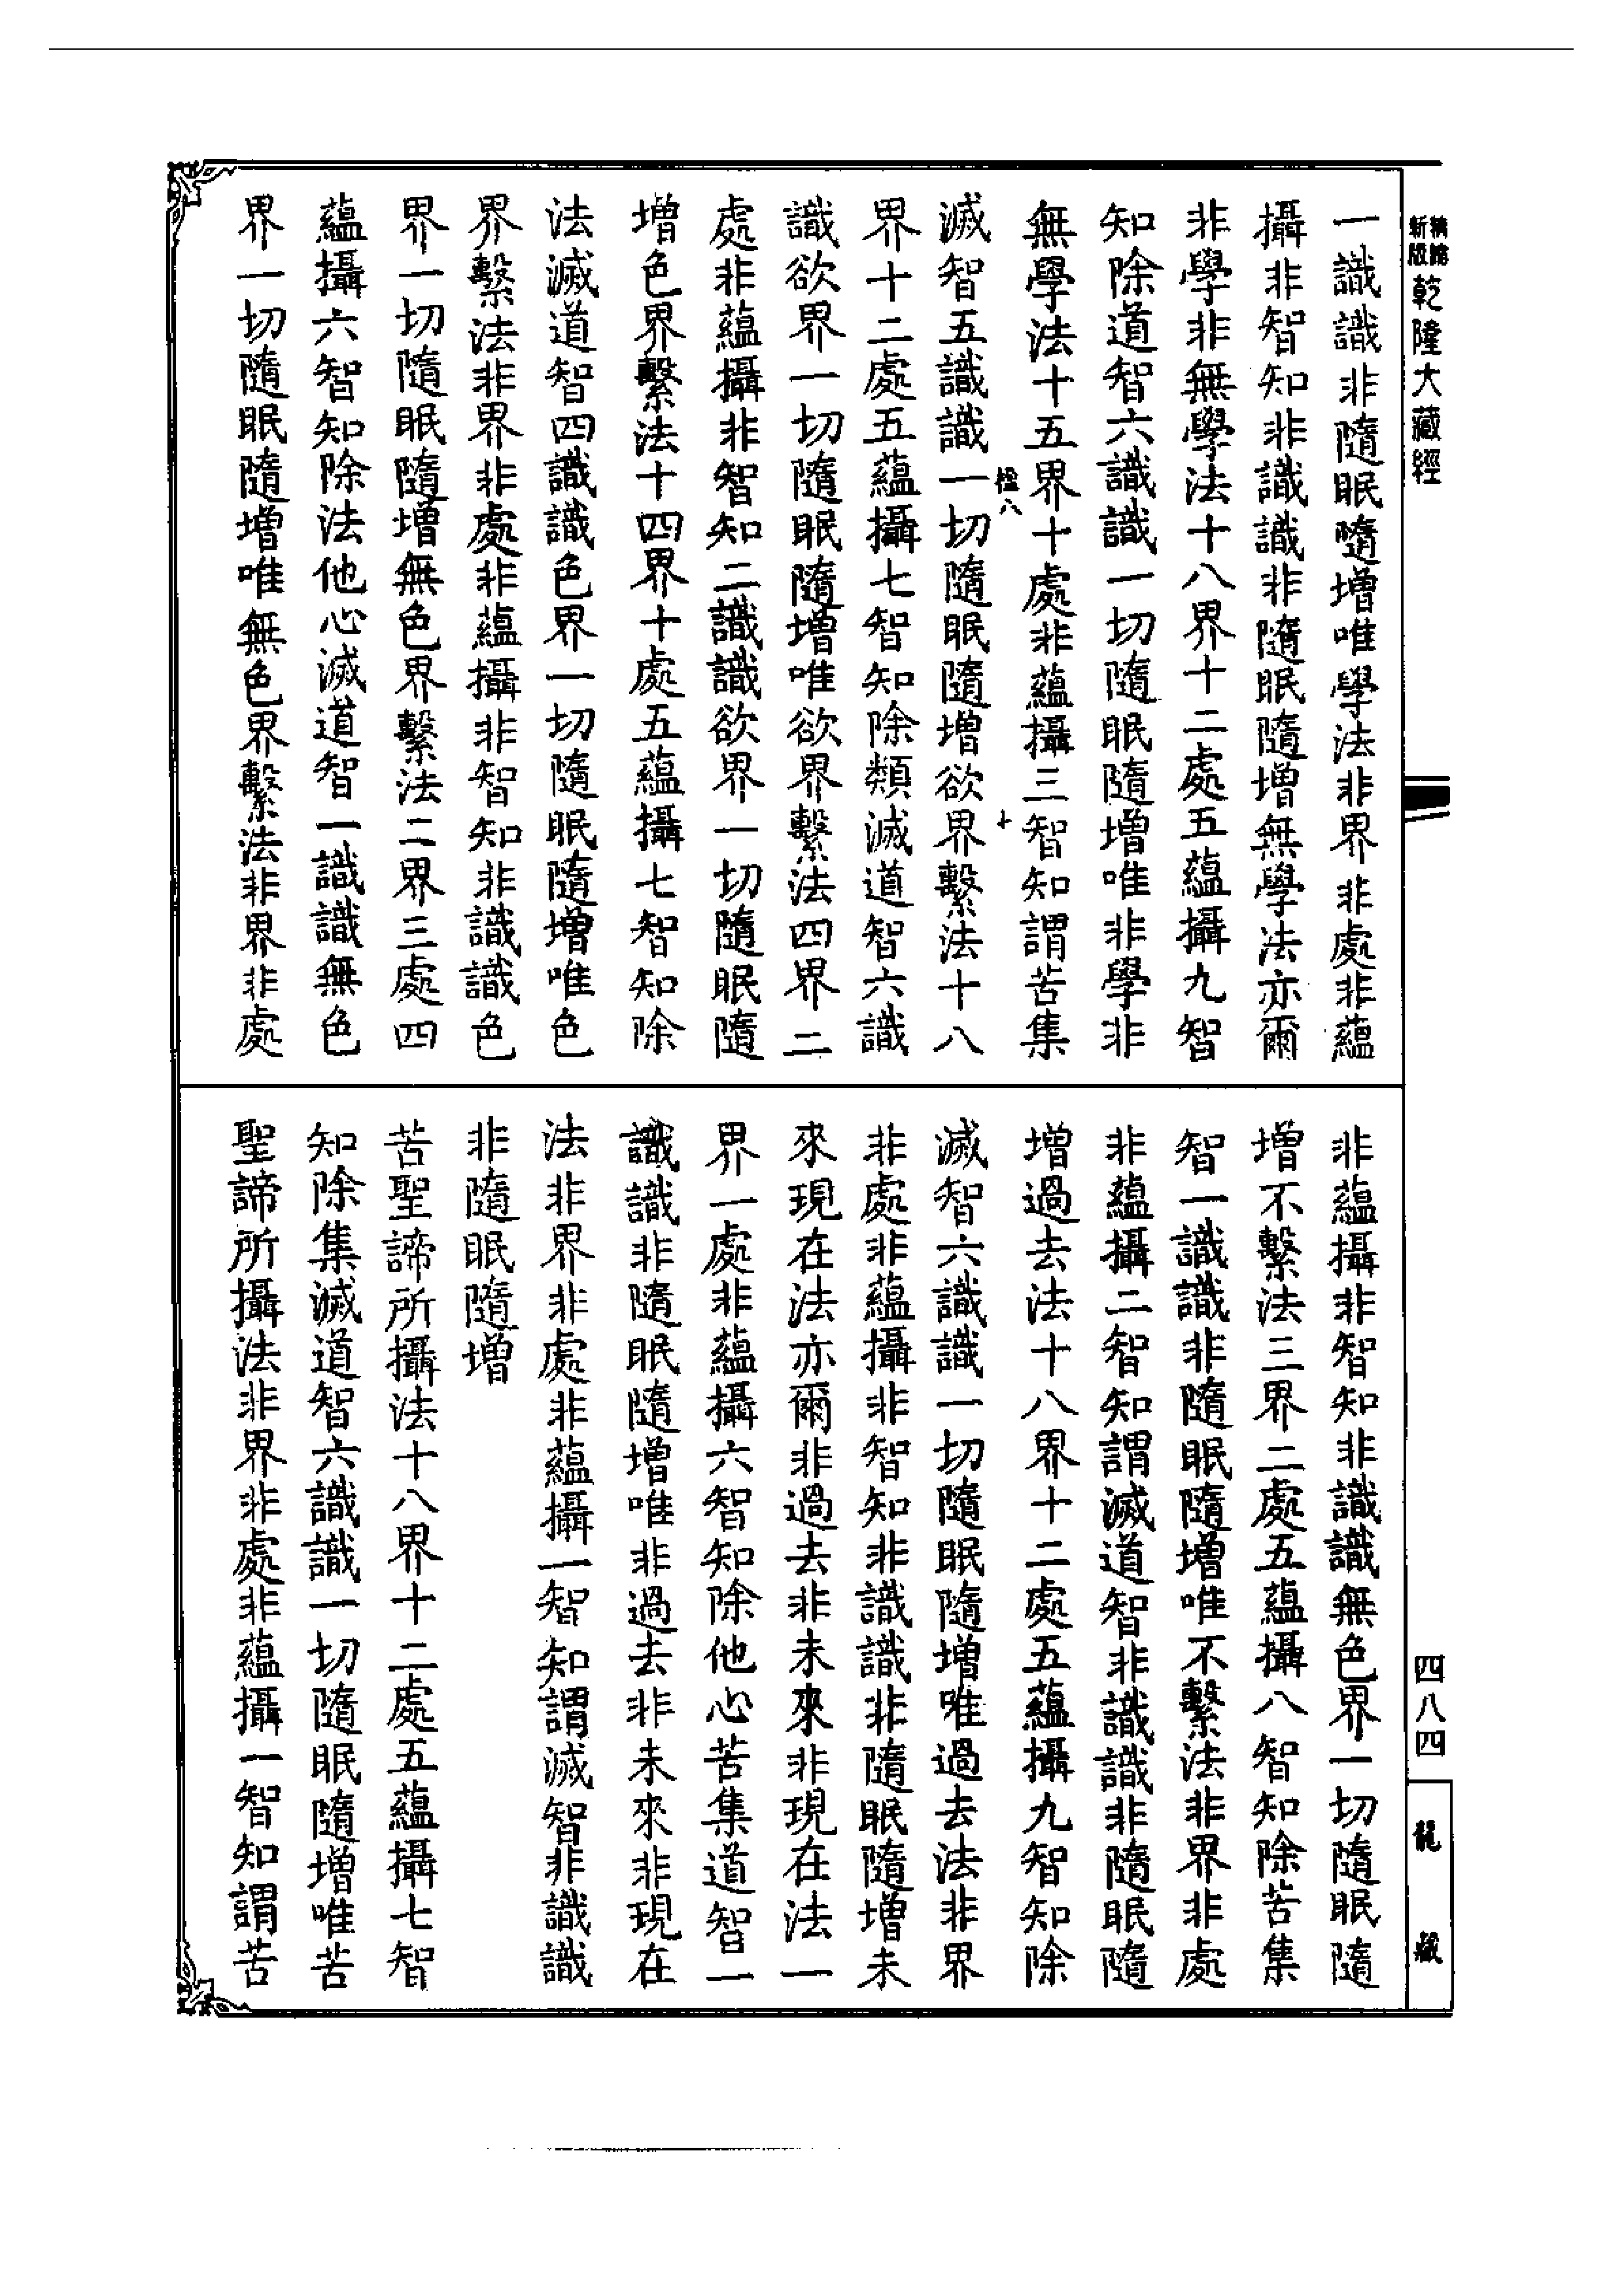 新版精鍊乾隆大藏經
一識識非隨眠隨增唯學法非界非處非蘊
攝非智知非識識非隨眠隨增無學法亦爾
非學非無學法十八界十二處五蘊攝九智
知除道智六識識一切隨眠隨增唯非學非
無學法十五界十處非蘊攝三智知謂苦集
滅智五識識一切隨眠隨增欲界繫法十八
界十二處五蘊攝七智知除類滅道智六識
識欲界一切隨眠隨增唯欲界繫法四界二
處非蘊攝非智知二識識欲界一切隨眠隨
增色界繫法十四界十處五蘊攝七智知除
法滅道智四識識色界一切隨眠隨增唯色
界繫法非界非處非蘊攝非智知非識識色
界一切隨眠隨增無色界繫法二界三處四
蘊攝六智知除法他心滅道智一識識無色
界一切隨眠隨增唯無色界繫法非界非處
非蘊攝非智知非識識無色界一切隨眠隨
增不繫法三界二處五蘊攝八智知除苦集
智一識識非隨眠隨增唯不繫法非界非處
非蘊攝二智知謂滅道智非識識非隨眠隨
增過去法十八界十二處五蘊攝九智知除
滅智六識識一切隨眠隨增唯過去法非界
非處非蘊攝非智知非識識非隨眠隨增未
來現在法亦爾非過去非未來非現在法一
界一處非蘊攝六智知除他心苦集道智一
識識非隨眠隨增唯非過去非未來非現在
法非界非處非蘊攝一智知謂滅智非識識
非隨眠隨增
苦聖諦所攝法十八界十二處五蘊攝七智
知除集滅道智六識識一切隨眠隨增唯苦
聖諦所攝法非界非處非蘊攝一智知謂苦
四八四
龍藏